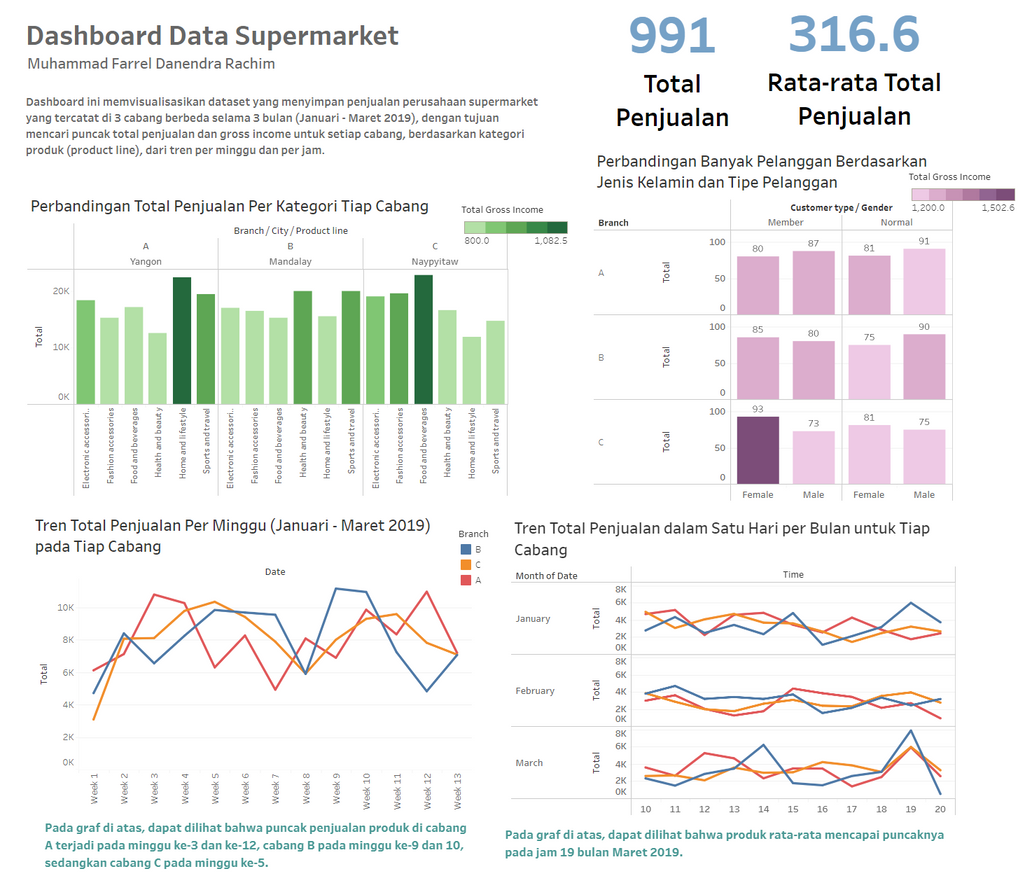 Dashboard Data Supermarket
Muhammad Farrel Danendra Rachim
Dashboard ini memvisualisasikan dataset yang menyimpan penjualan perusahaan supermarket
yang tercatat di 3 cabang berbeda selama 3 bulan (Januari - Maret 2019), dengan tujuan
mencari puncak total penjualan dan gross income untuk setiap cabang, berdasarkan kategori
produk (product line), dari tren per minggu dan per jam.
991
Total
Penjualan
316.6
Rata-rata Total
Penjualan
Perbandingan Total Penjualan Per Kategori Tiap Cabang
Total Gross Income
800.0 1,082.5
Branch / City / Product line
A B C
Yangon Mandalay Naypyitaw
Total
20K
10K
0K
Electronic accessori..
Fashion accessories
Food and beverages
Health and beauty
Home and lifestyle
Sports and travel
Electronic accessori..
Fashion accessories
Food and beverages
Health and beauty
Home and lifestyle
Sports and travel
Electronic accessori..
Fashion accessories
Food and beverages
Health and beauty
Home and lifestyle
Sports and travel
Perbandingan Banyak Pelanggan Berdasarkan
Jenis Kelamin dan Tipe Pelanggan
Total Gross Income
1,200.0 1,502.6
Customer type / Gender
Branch Member Normal
A
Total
100
50
0
80 87 81 91
B
Total
100
50
0
85 80 75 90
C
Total
100
50
0
93 73 81 75
Female Male Female Male
Tren Total Penjualan Per Minggu (Januari - Maret 2019)
pada Tiap Cabang
Branch
B
C
A
Date
Total
10K
8K
6K
4K
2K
0K
Week 1
Week 2
Week 3
Week 4
Week 5
Week 6
Week 7
Week 8
Week 9
Week 10
Week 11
Week 12
Week 13
Pada graf di atas, dapat dilihat bahwa puncak penjualan produk di cabang
A terjadi pada minggu ke-3 dan ke-12, cabang B pada minggu ke-9 dan 10,
sedangkan cabang C pada minggu ke-5.
Tren Total Penjualan dalam Satu Hari per Bulan untuk Tiap
Cabang
Month of Date Time
January
Total
8K
6K
4K
2K
0K
February
Total
8K
6K
4K
2K
0K
March
Total
8K
6K
4K
2K
0K
10 11 12 13 14 15 16 17 18 19 20
Pada graf di atas, dapat dilihat bahwa produk rata-rata mencapai puncaknya
pada jam 19 bulan Maret 2019.